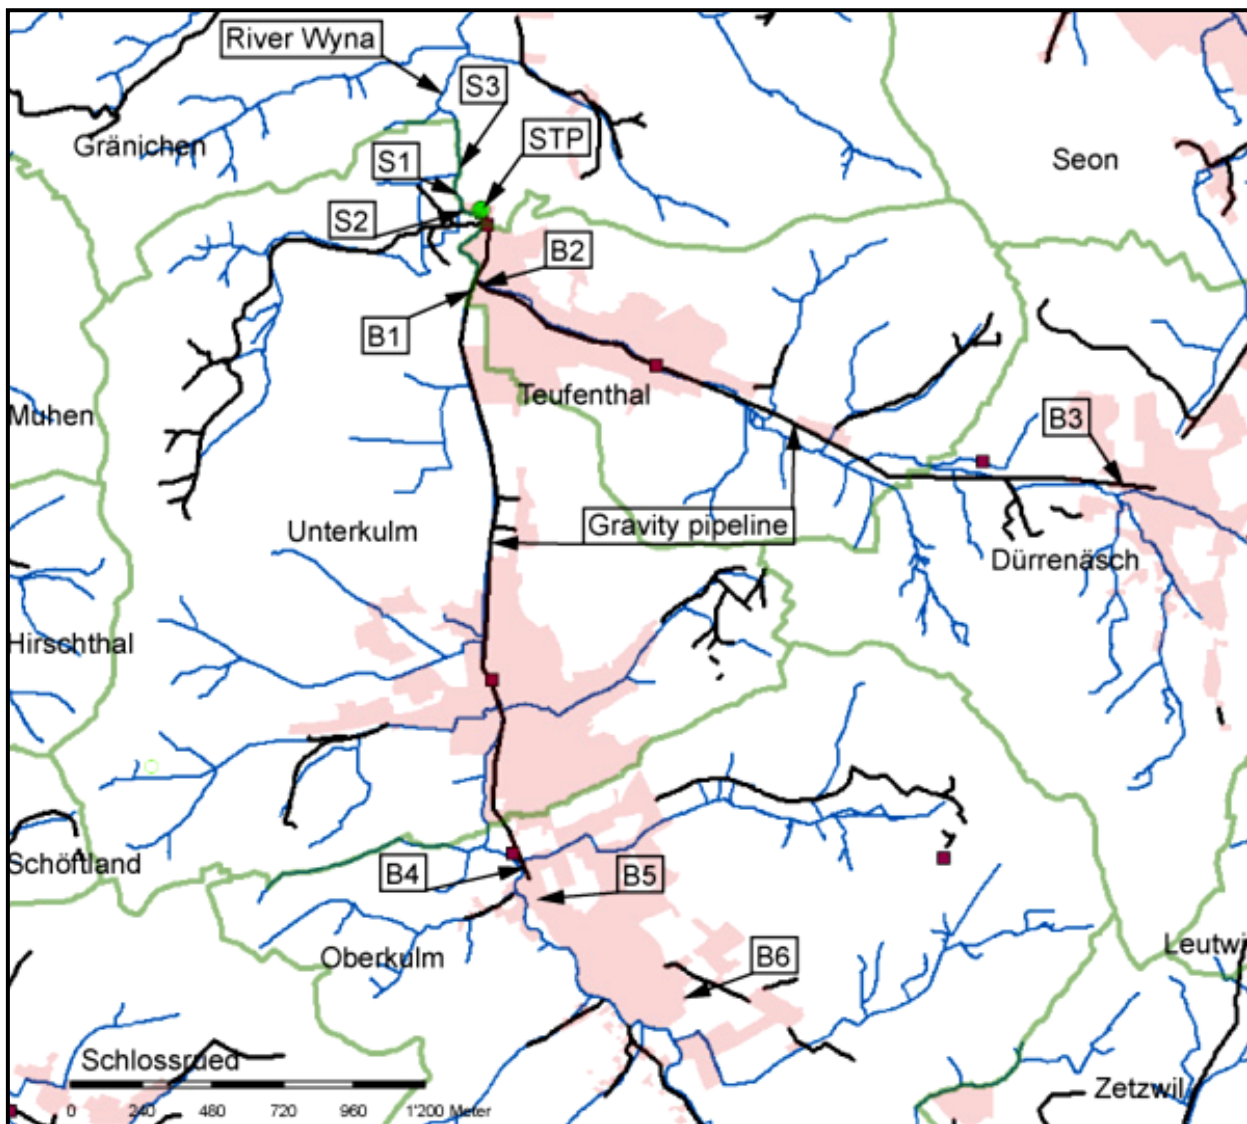 River Wyna
S3
STP
Gränichen
S1
Seon
S2
B2
B1
Teufenthal
Muhen
B3
Unterkulm
Gravity pipeline
Dürrenäsch
Hirschthal
Schöftland
B4
B5
Oberkulm
B6
Leutwi
Schlossrued
0 240 480 720 960 1'200 Meter
Zetzwil